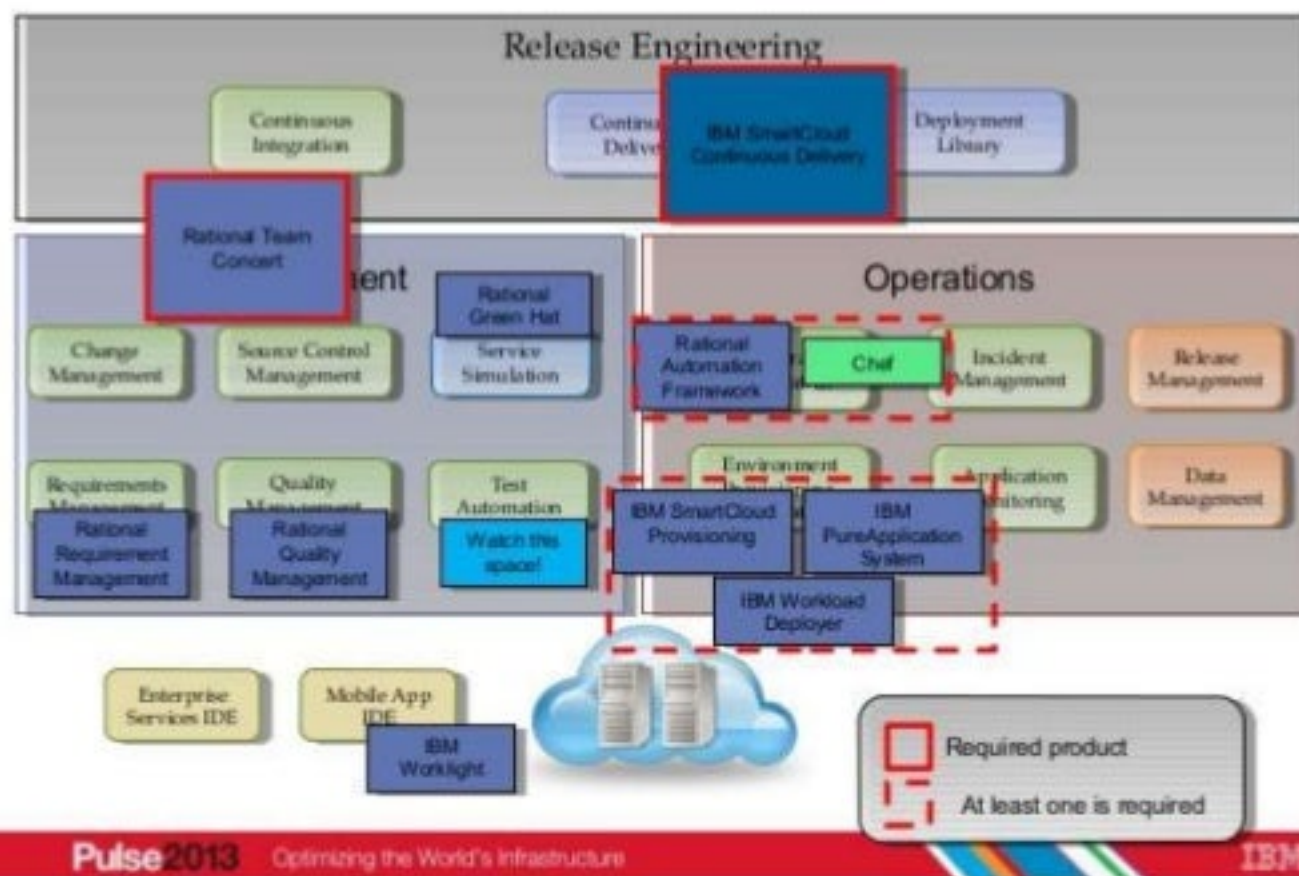 Release Engineering
Continuous
Integration
IBM SmartCloud
Continuous Delivery
Deployment
Library
Rational Team
Concert
Operations
Rational
Green Hat
Service
Simulation
Change
Management
Source Control
Management
Rational
Automation
Framework
Chef
Incident
Management
Release
Management
Requirements
Rational
Requirement
Management
Quality
Rational
Quality
Management
Test
Automation
Watch this
space!
Environment
IBM SmartCloud
Provisioning
IBM
PureApplication
System
IBM Workload
Deployer
Application
Data
Management
Enterprise
Services IDE
Mobile App
IDE
IBM
Worklight
Required product
At least one is required
Pulse2013 Optimizing the World's Infrastructure
IBM